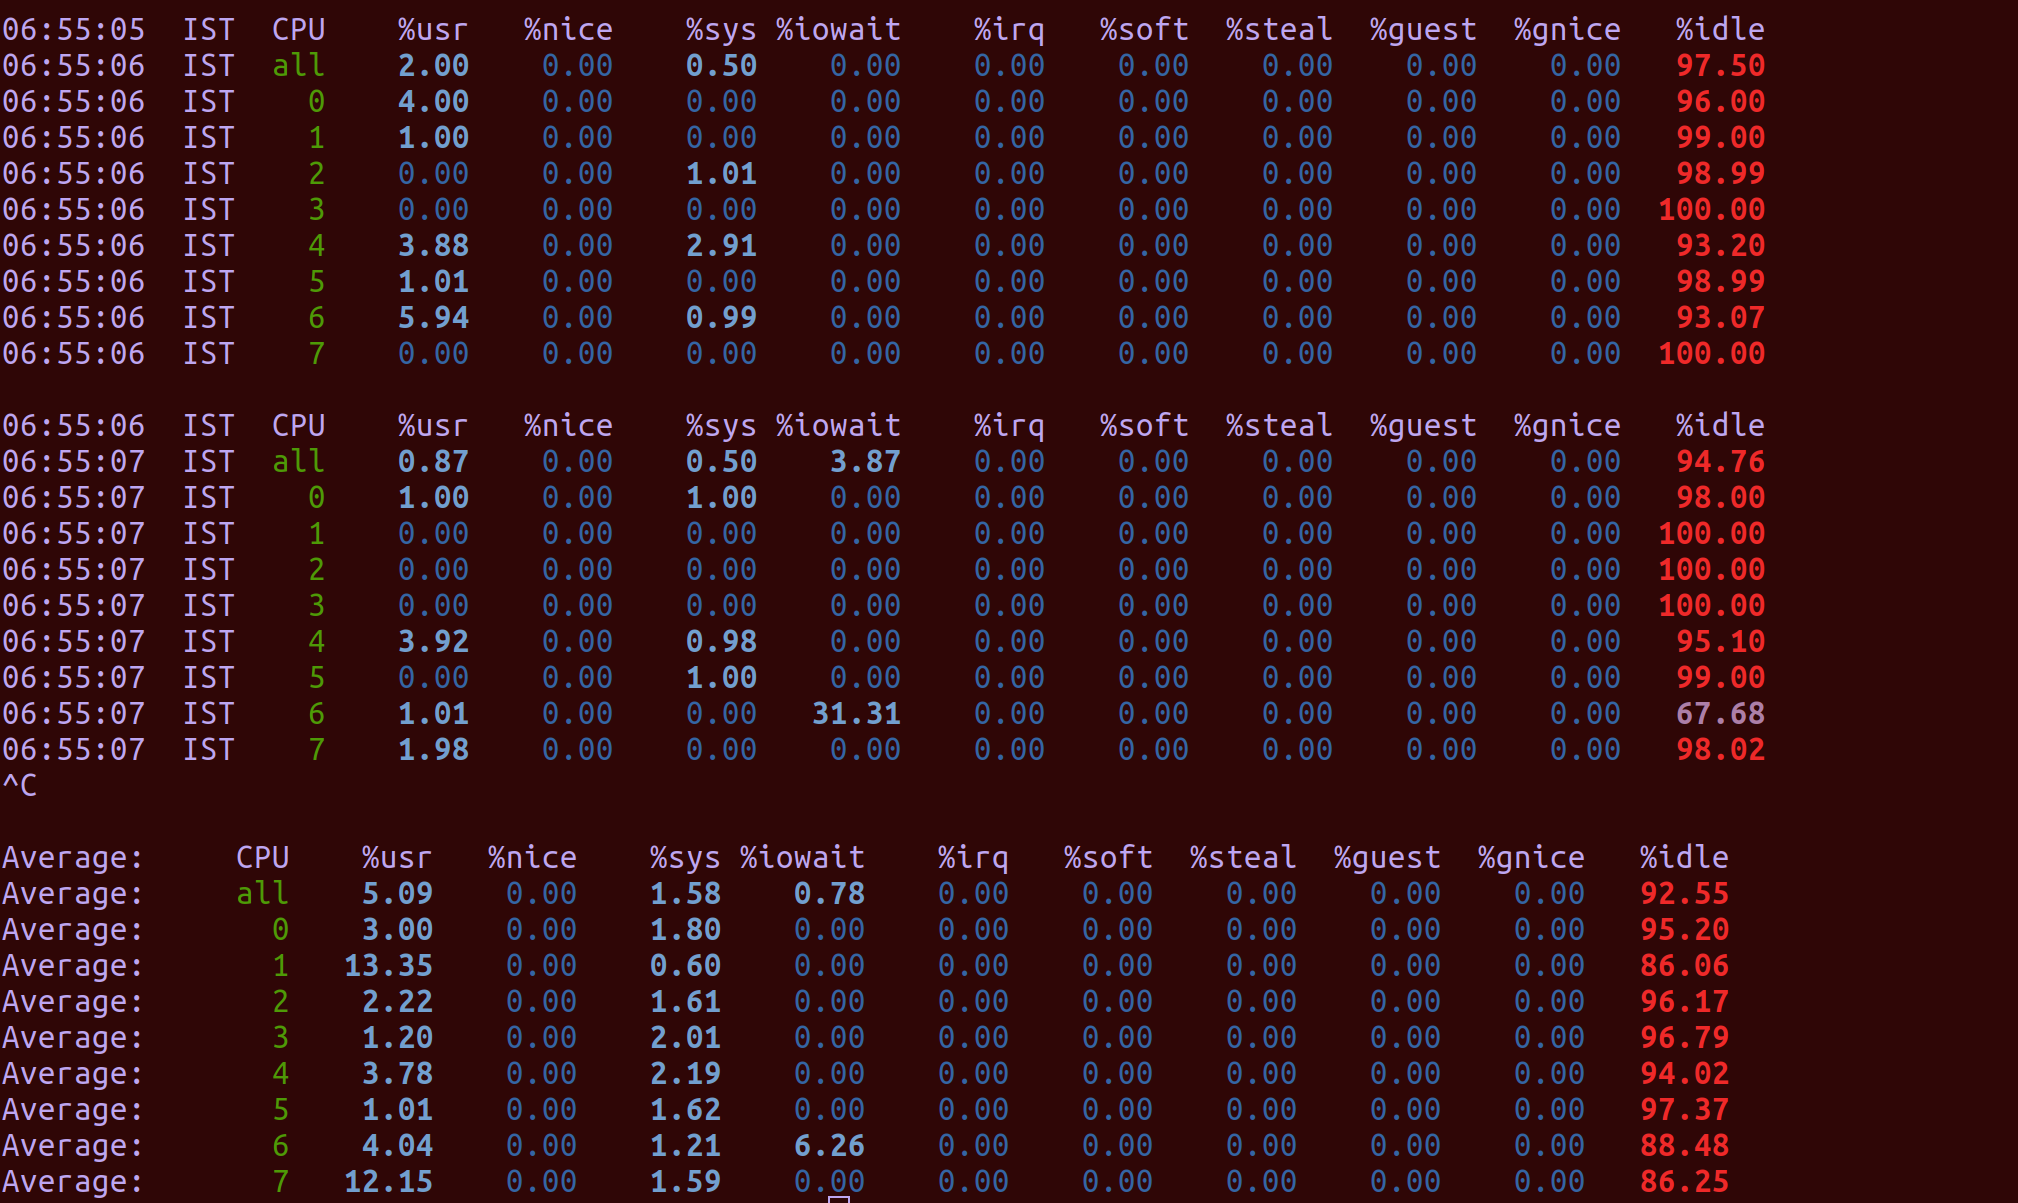 06:55:05  IST  CPU    %usr   %nice    %sys %iowait    %irq   %soft  %steal  %guest  %gnice   %idle
06:55:06  IST  all    2.00    0.00    0.50    0.00    0.00    0.00    0.00    0.00    0.00   97.50
06:55:06  IST    0    4.00    0.00    0.00    0.00    0.00    0.00    0.00    0.00    0.00   96.00
06:55:06  IST    1    1.00    0.00    0.00    0.00    0.00    0.00    0.00    0.00    0.00   99.00
06:55:06  IST    2    0.00    0.00    1.01    0.00    0.00    0.00    0.00    0.00    0.00   98.99
06:55:06  IST    3    0.00    0.00    0.00    0.00    0.00    0.00    0.00    0.00    0.00  100.00
06:55:06  IST    4    3.88    0.00    2.91    0.00    0.00    0.00    0.00    0.00    0.00   93.20
06:55:06  IST    5    1.01    0.00    0.00    0.00    0.00    0.00    0.00    0.00    0.00   98.99
06:55:06  IST    6    5.94    0.00    0.99    0.00    0.00    0.00    0.00    0.00    0.00   93.07
06:55:06  IST    7    0.00    0.00    0.00    0.00    0.00    0.00    0.00    0.00    0.00  100.00
06:55:06  IST  CPU    %usr   %nice    %sys %iowait    %irq   %soft  %steal  %guest  %gnice   %idle
06:55:07  IST  all    0.87    0.00    0.50    3.87    0.00    0.00    0.00    0.00    0.00   94.76
06:55:07  IST    0    1.00    0.00    1.00    0.00    0.00    0.00    0.00    0.00    0.00   98.00
06:55:07  IST    1    0.00    0.00    0.00    0.00    0.00    0.00    0.00    0.00    0.00  100.00
06:55:07  IST    2    0.00    0.00    0.00    0.00    0.00    0.00    0.00    0.00    0.00  100.00
06:55:07  IST    3    0.00    0.00    0.00    0.00    0.00    0.00    0.00    0.00    0.00  100.00
06:55:07  IST    4    3.92    0.00    0.98    0.00    0.00    0.00    0.00    0.00    0.00   95.10
06:55:07  IST    5    0.00    0.00    1.00    0.00    0.00    0.00    0.00    0.00    0.00   99.00
06:55:07  IST    6    1.01    0.00    0.00   31.31    0.00    0.00    0.00    0.00    0.00   67.68
06:55:07  IST    7    1.98    0.00    0.00    0.00    0.00    0.00    0.00    0.00    0.00   98.02
^C
Average:     CPU    %usr   %nice    %sys %iowait    %irq   %soft  %steal  %guest  %gnice   %idle
Average:     all    5.09    0.00    1.58    0.78    0.00    0.00    0.00    0.00    0.00   92.55
Average:       0    3.00    0.00    1.80    0.00    0.00    0.00    0.00    0.00    0.00   95.20
Average:       1   13.35    0.00    0.60    0.00    0.00    0.00    0.00    0.00    0.00   86.06
Average:       2    2.22    0.00    1.61    0.00    0.00    0.00    0.00    0.00    0.00   96.17
Average:       3    1.20    0.00    2.01    0.00    0.00    0.00    0.00    0.00    0.00   96.79
Average:       4    3.78    0.00    2.19    0.00    0.00    0.00    0.00    0.00    0.00   94.02
Average:       5    1.01    0.00    1.62    0.00    0.00    0.00    0.00    0.00    0.00   97.37
Average:       6    4.04    0.00    1.21    6.26    0.00    0.00    0.00    0.00    0.00   88.48
Average:       7   12.15    0.00    1.59    0.00    0.00    0.00    0.00    0.00    0.00   86.25